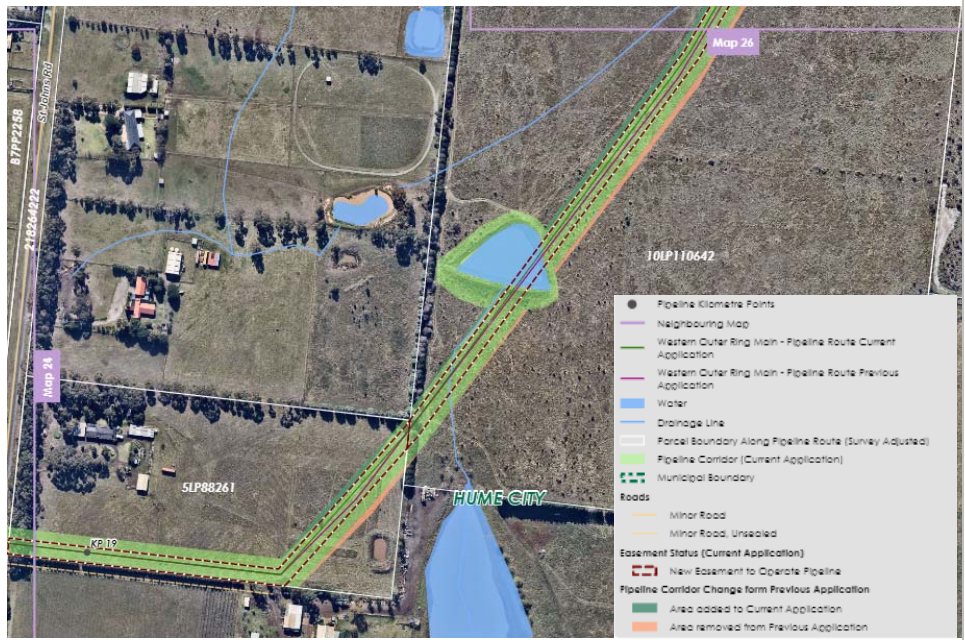 Map 26
St Johns Rd
B7PP2258
218264222
10LP110642
Map 24
5LP88261
HUME CITY
KP 19
Pipeline Kilometre Points
Neighbouring Map
Western Outer Ring Main - Pipeline Route Current
Application
Western Outer Ring Main - Pipeline Route Previous
Application
Water
Drainage Line
Parcel Boundary Along Pipeline Route (Survey Adjusted)
Pipeline Corridor (Current Application)
Municipal Boundary
Roads
Minor Road
Minor Road, Unsealed
Easement Status (Current Application)
New Easement to Operate Pipeline
Pipeline Corridor Change form Previous Application
Area added to Current Application
Area removed from Previous Application